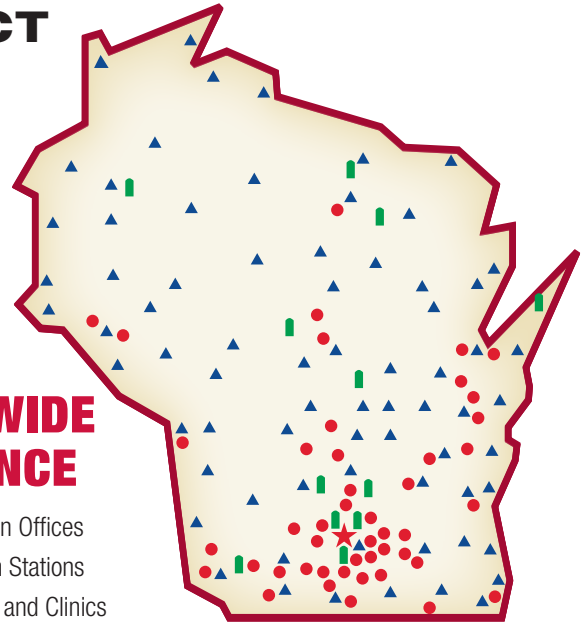 CT
WIDE
NCE
n Offices
n Stations
and Clinics